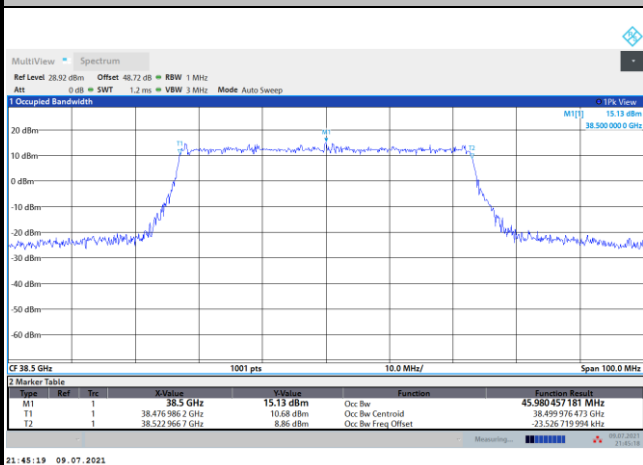 MultiView Spectrum
Ref Level 28.92 dBm Offset 48.72 dB RBW 1 MHz
Att 0 dB SWT 1.2 ms VBW 3 MHz Mode Auto Sweep
1 Occupied Bandwidth 1Pk View
M1[1] 15.13 dBm
38.500 000 0 GHz
20 dBm
T1 M1 T2
10 dBm
0 dBm
-10 dBm
-20 dBm
-30 dBm
-40 dBm
-50 dBm
-60 dBm
CF 38.5 GHz 1001 pts 10.0 MHz/ Span 100.0 MHz
2 Marker Table
Type Ref Trc X-Value Y-Value Function Function Result
M1 1 38.5 GHz 15.13 dBm Occ Bw 45.980 457 181 MHz
T1 1 38.476 986 2 GHz 10.68 dBm Occ Bw Centroid 38.499 976 473 GHz
T2 1 38.522 966 7 GHz 8.86 dBm Occ Bw Freq Offset -23.526 719 994 kHz
Measuring... 09.07.2021
21:45:18
21:45:19 09.07.2021